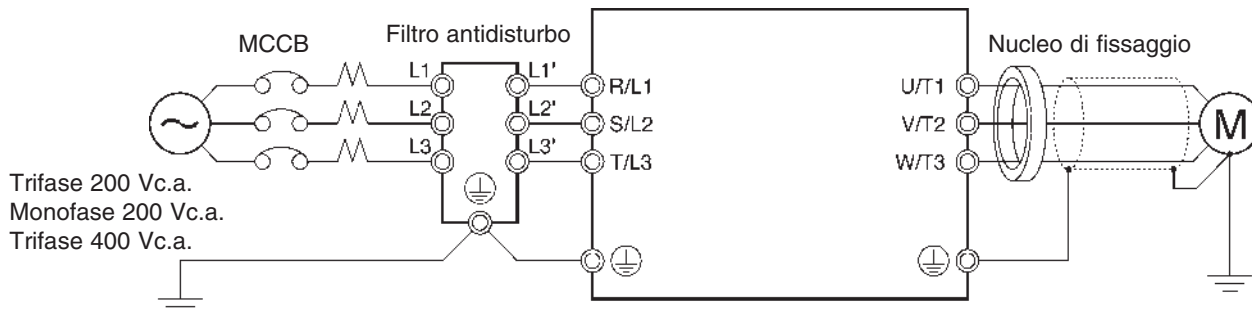 MCCB
Filtro antidisturbo
Nucleo di fissaggio
L1
L1'
R/L1
U/T1
L2
L2'
S/L2
V/T2
M
L3
L3'
T/L3
W/T3
Trifase 200 Vc.a.
Monofase 200 Vc.a.
Trifase 400 Vc.a.